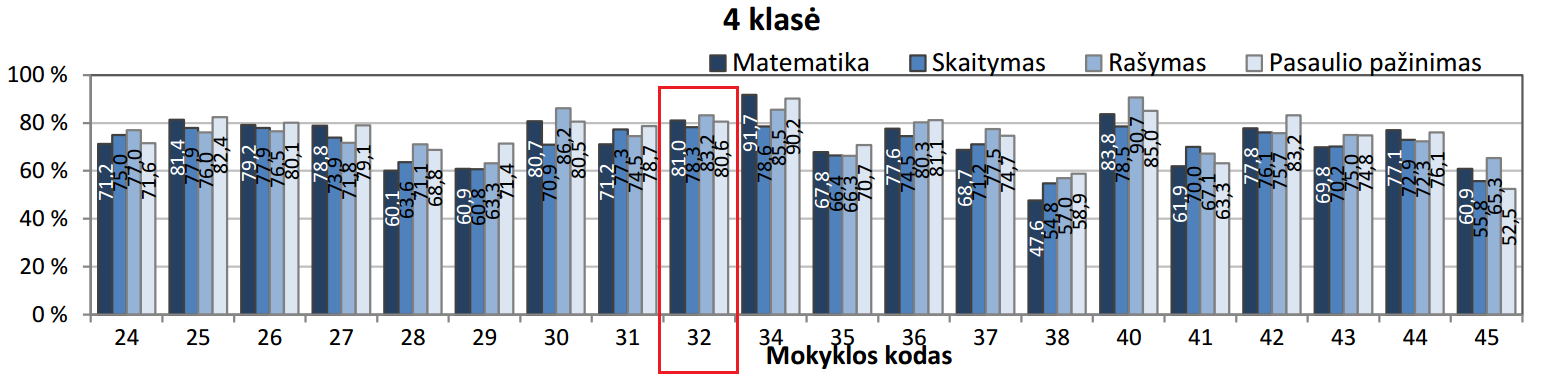 4 klasė
Matematika Skaitymas Rašymas Pasaulio pažinimas
100 %
80 %
60 %
40 %
20 %
0 %
71,2 75,0 77,0 71,6
81,4 77,9 76,0 82,4
79,2 77,9 76,5 80,1
78,8 73,9 71,8 79,1
60,1 63,6 71,1 68,8
60,9 60,8 63,3 71,4
80,7 70,9 86,2 80,5
71,2 77,3 74,5 78,7
81,0 78,3 83,2 80,6
91,7 78,6 85,5 90,2
67,8 66,4 66,3 70,7
77,6 74,5 80,3 81,1
68,7 71,2 77,5 74,7
47,6 54,8 57,0 58,9
83,8 78,5 90,7 85,0
61,9 70,0 67,1 63,3
77,8 76,1 75,7 83,2
69,8 70,2 75,0 74,8
77,1 72,9 72,3 76,1
60,9 55,8 65,3 52,5
24 25 26 27 28 29 30 31 32 34 35 36 37 38 40 41 42 43 44 45
Mokyklos kodas